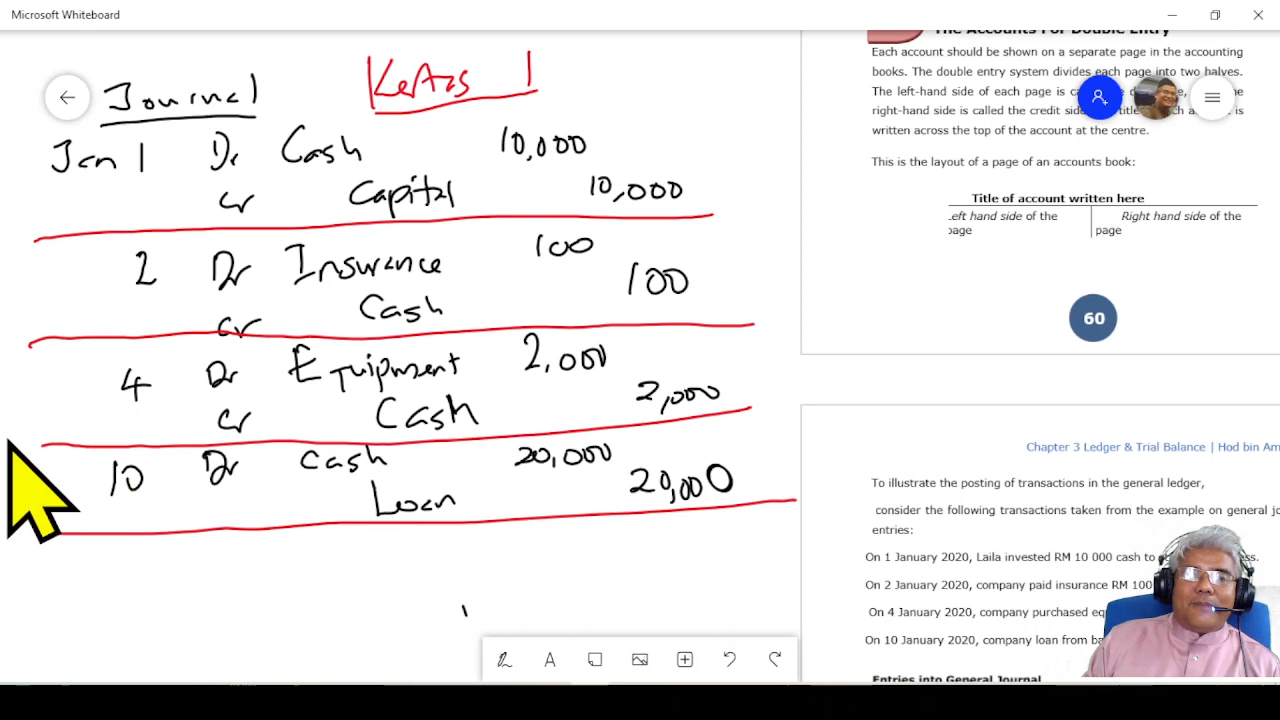 Microsoft Whiteboard
Journal
Kertas 1
Jan 1 Dr Cash 10,000
Cr Capital 10,000
2 Dr Insurance 100
Cr Cash 100
4 Dr Equipment 2,000
Cr Cash 2,000
10 Dr Cash 20,000
Loan 20,000
The Accounts For Double Entry
Each account should be shown on a separate page in the accounting
books. The double entry system divides each page into two halves.
The left-hand side of each page is
right-hand side is called the credit
written across the top of the account at the centre.
This is the layout of a page of an accounts book:
Title of account written here
Left hand side of the
page
Right hand side of the
page
60
Chapter 3 Ledger & Trial Balance | Hod bin
To illustrate the posting of transactions in the general ledger,
consider the following transactions taken from the example on general
entries:
On 1 January 2020, Laila invested RM 10 000 cash to
On 2 January 2020, company paid insurance RM 100
On 4 January 2020, company purchased
On 10 January 2020, company loan from
Entries into General Journal